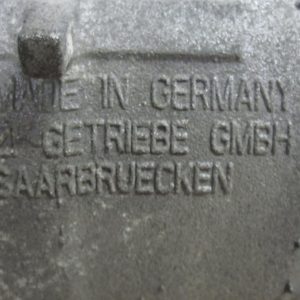 MADE IN GERMANY
GETRIEBE GMBH
SAARBRUECKEN